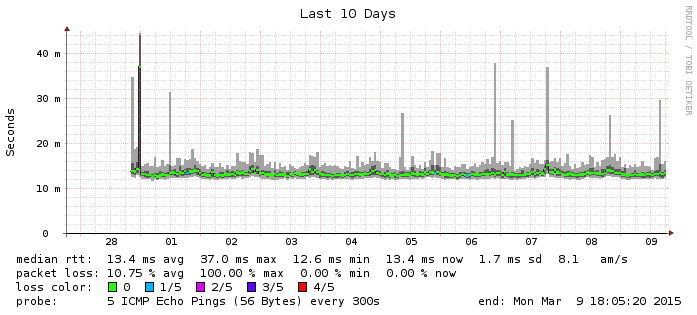 Last 10 Days
RRDTOOL / TOBI OETIKER
Seconds
40 m
30 m
20 m
10 m
0
28 01 02 03 04 05 06 07 08 09
median rtt: 13.4 ms avg 37.0 ms max 12.6 ms min 13.4 ms now 1.7 ms sd 8.1 am/s
packet loss: 10.75 % avg 100.00 % max 0.00 % min 0.00 % now
loss color: 0 1/5 2/5 3/5 4/5
probe: 5 ICMP Echo Pings (56 Bytes) every 300s end: Mon Mar 9 18:05:20 2015